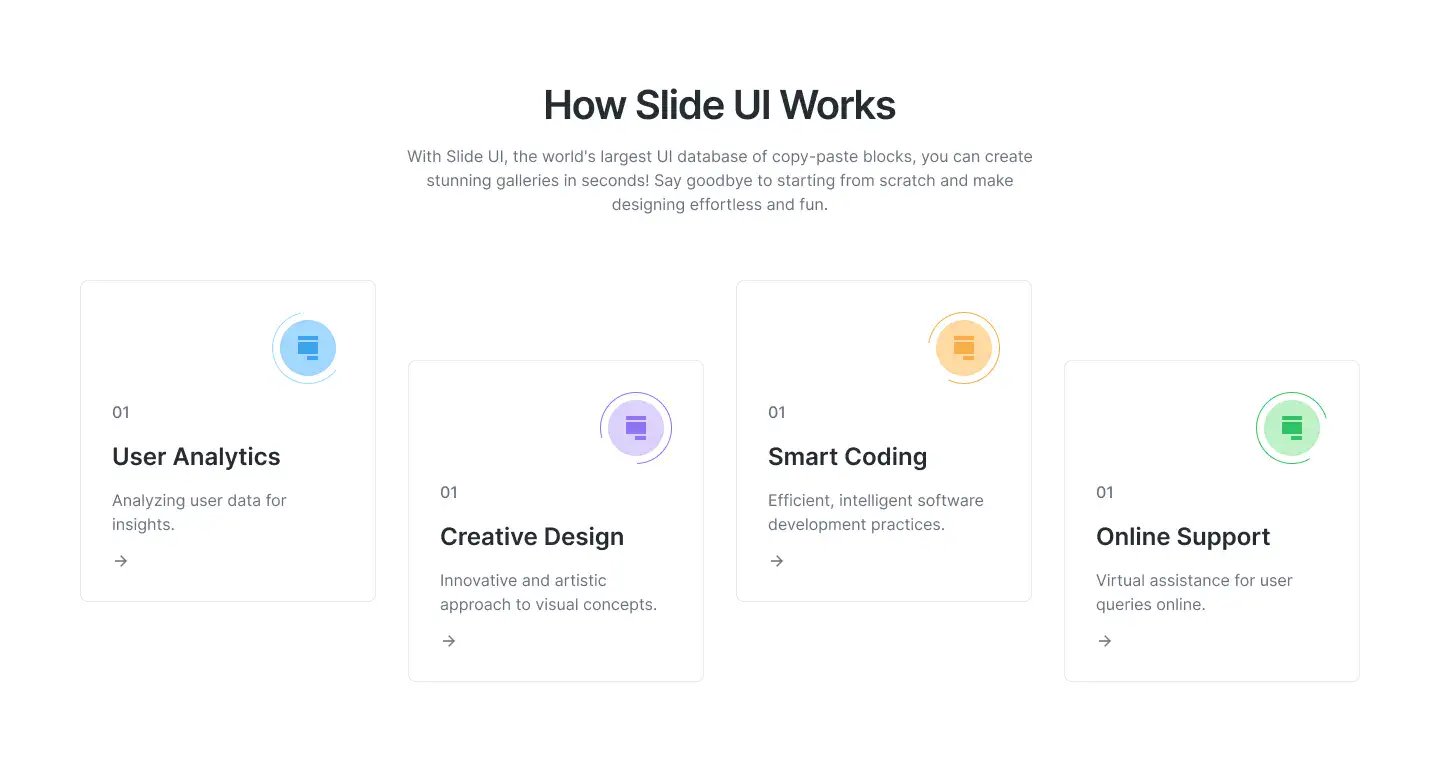 How Slide UI Works
With Slide UI, the world's largest UI database of copy-paste blocks, you can create
stunning galleries in seconds! Say goodbye to starting from scratch and make
designing effortless and fun.
01
User Analytics
Analyzing user data for
insights.
01
Creative Design
Innovative and artistic
approach to visual concepts.
01
Smart Coding
Efficient, intelligent software
development practices.
01
Online Support
Virtual assistance for user
queries online.